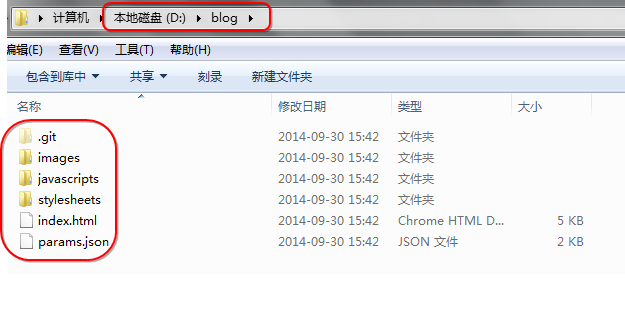 计算机 本地磁盘 (D:) blog
编辑(E) 查看(V) 工具(T) 帮助(H)
包含到库中 共享 刻录 新建文件夹
名称 修改日期 类型 大小
.git 2014-09-30 15:42 文件夹
images 2014-09-30 15:42 文件夹
javascripts 2014-09-30 15:42 文件夹
stylesheets 2014-09-30 15:42 文件夹
index.html 2014-09-30 15:42 Chrome HTML D... 5 KB
params.json 2014-09-30 15:42 JSON 文件 2 KB